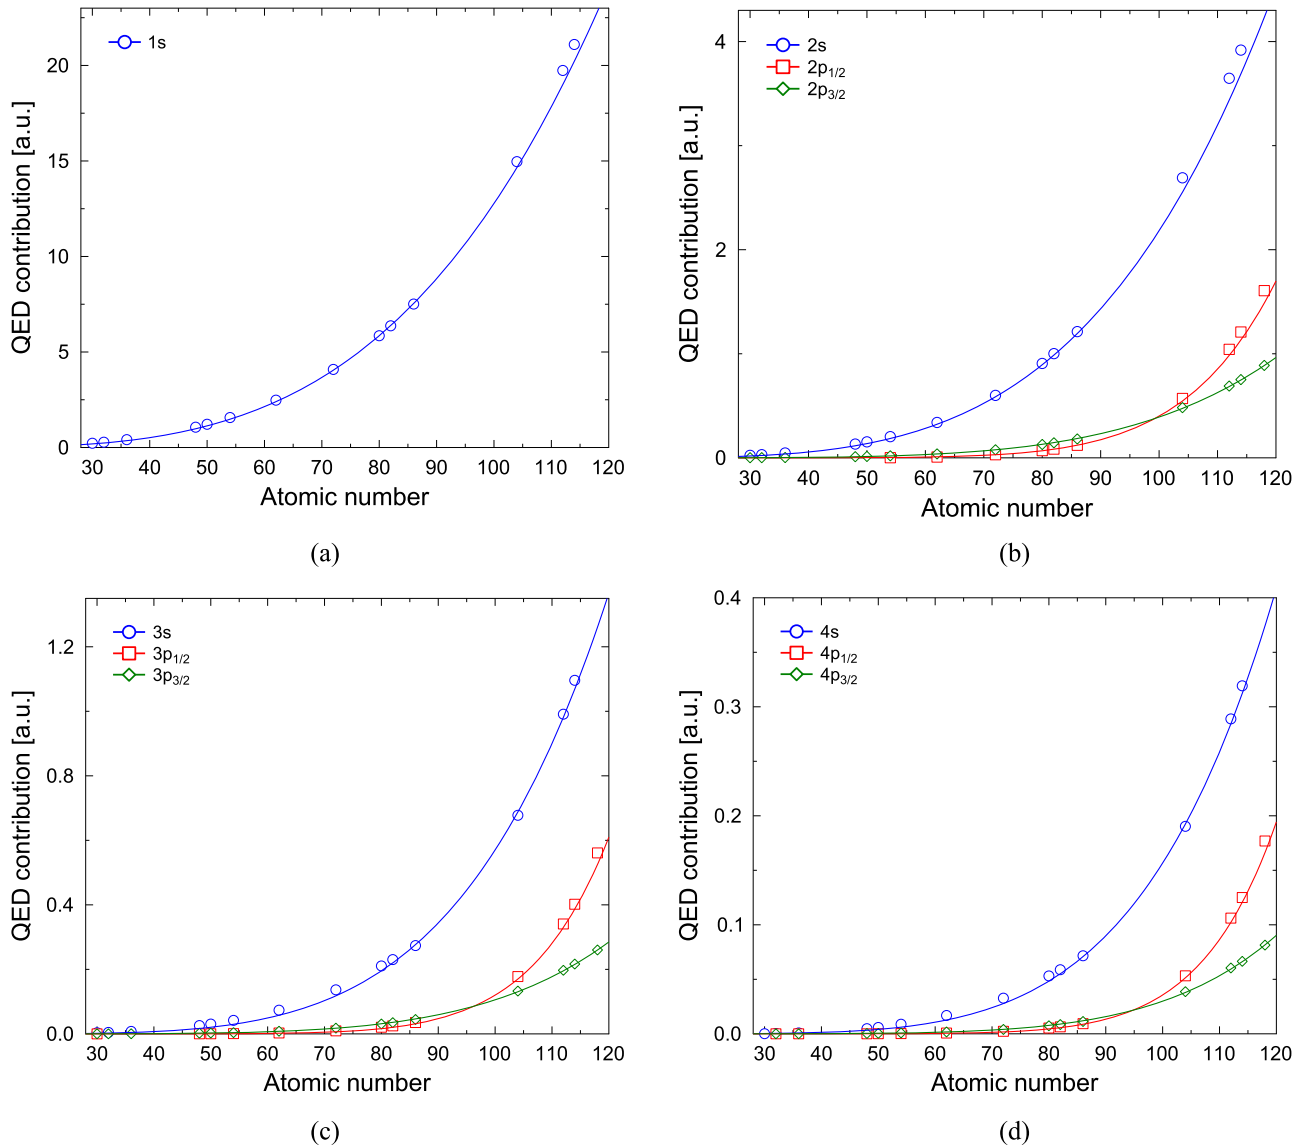 1s
20
15
10
5
0
30 40 50 60 70 80 90 100 110 120
QED contribution [a.u.]
Atomic number
(a)
2s
2p1/2
2p3/2
4
2
0
30 40 50 60 70 80 90 100 110 120
QED contribution [a.u.]
Atomic number
(b)
3s
3p1/2
3p3/2
1.2
0.8
0.4
0.0
30 40 50 60 70 80 90 100 110 120
QED contribution [a.u.]
Atomic number
(c)
4s
4p1/2
4p3/2
0.4
0.3
0.2
0.1
0.0
30 40 50 60 70 80 90 100 110 120
QED contribution [a.u.]
Atomic number
(d)